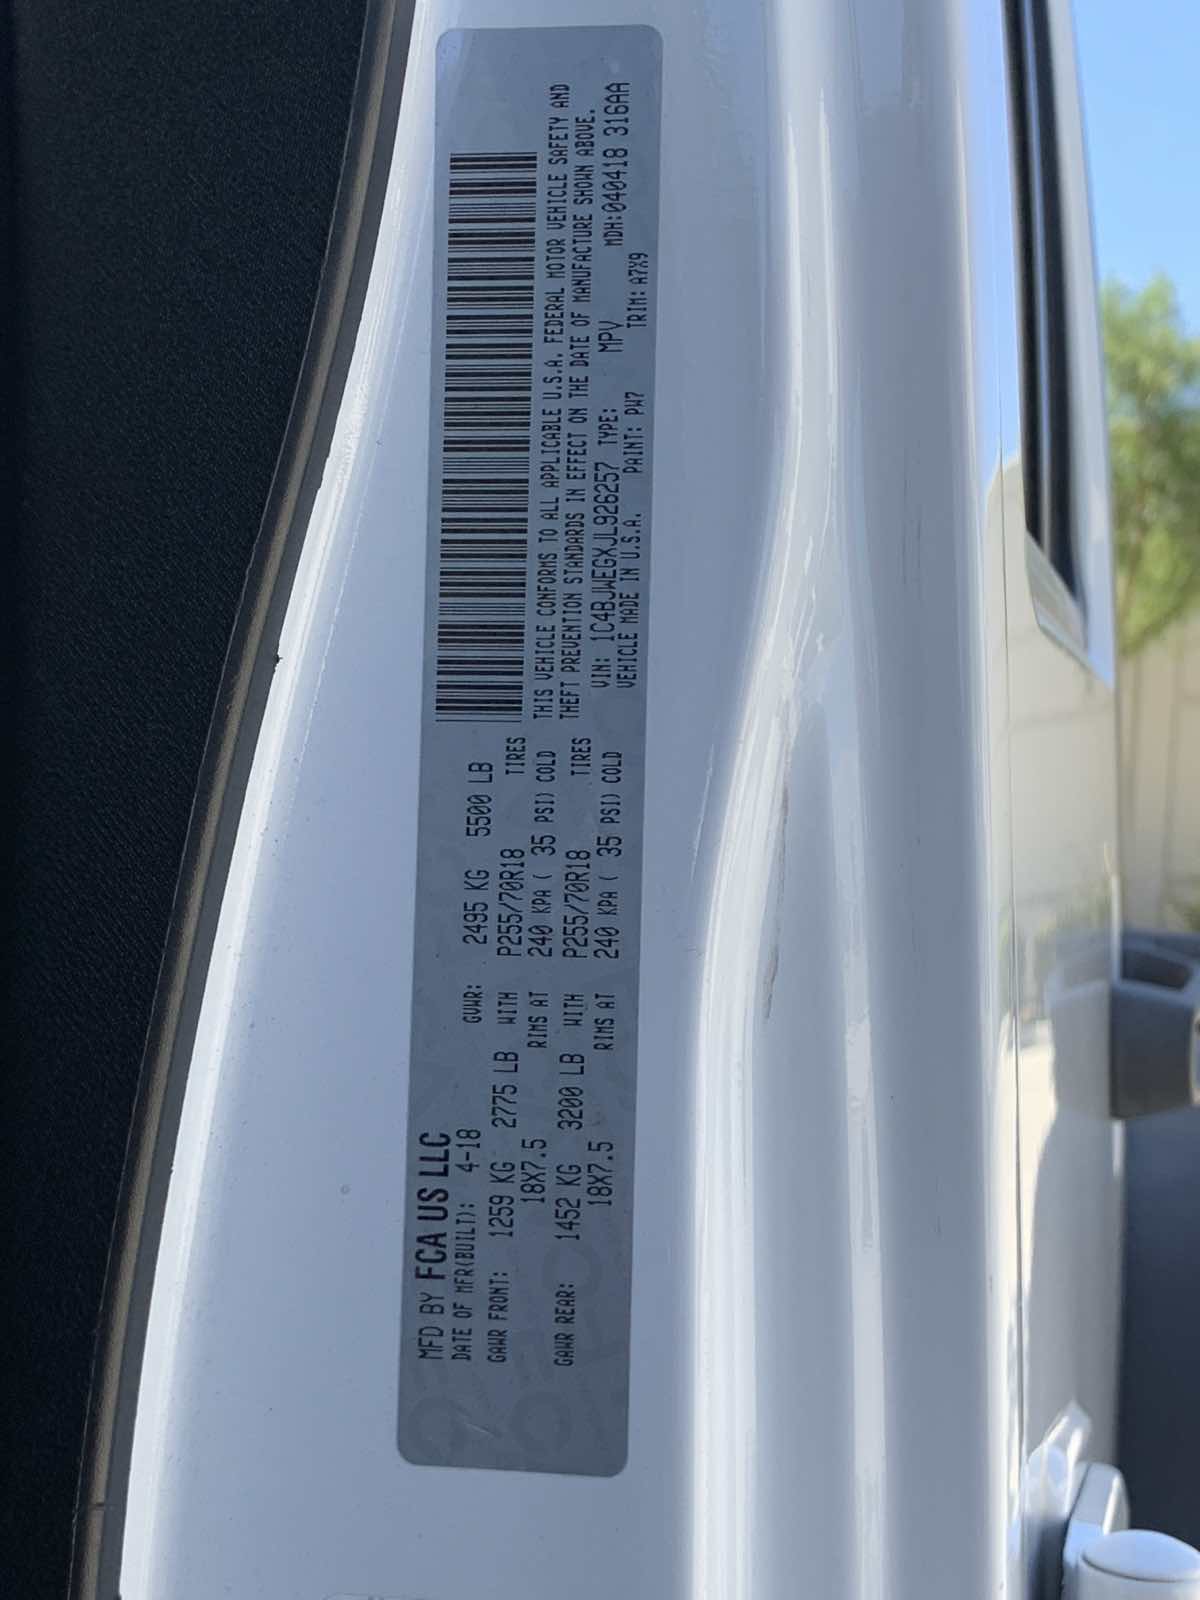 MFD BY FCA US LLC
DATE OF MFR(BUILT): 4-18 GVWR: 2495 KG 5500 LB
GAWR FRONT: 1259 KG 2775 LB WITH P255/70R18 TIRES
18X7.5 RIMS AT 240 KPA ( 35 PSI) COLD
GAWR REAR: 1452 KG 3200 LB WITH P255/70R18 TIRES
18X7.5 RIMS AT 240 KPA ( 35 PSI) COLD
THIS VEHICLE CONFORMS TO ALL APPLICABLE U.S.A. FEDERAL MOTOR VEHICLE SAFETY AND
THEFT PREVENTION STANDARDS IN EFFECT ON THE DATE OF MANUFACTURE SHOWN ABOVE.
VIN: 1C4BJWEGXJL926257 TYPE: MPV MDH:040418 316AA
VEHICLE MADE IN U.S.A. PAINT: PW7 TRIM: A7X9